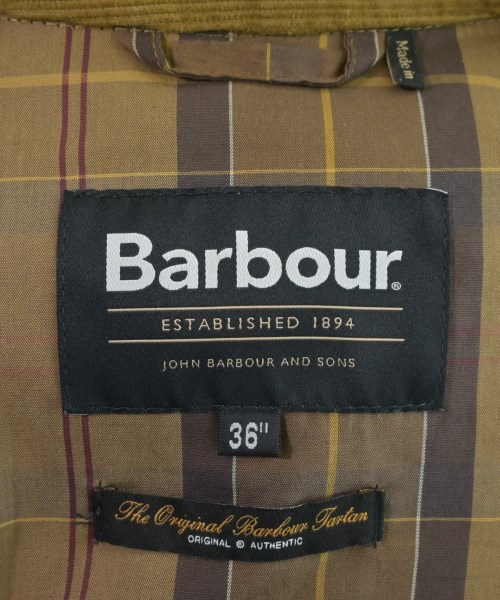 Made in
Barbour®
ESTABLISHED 1894
JOHN BARBOUR AND SONS
36"
The Original Barbour Tartan
ORIGINAL ® AUTHENTIC